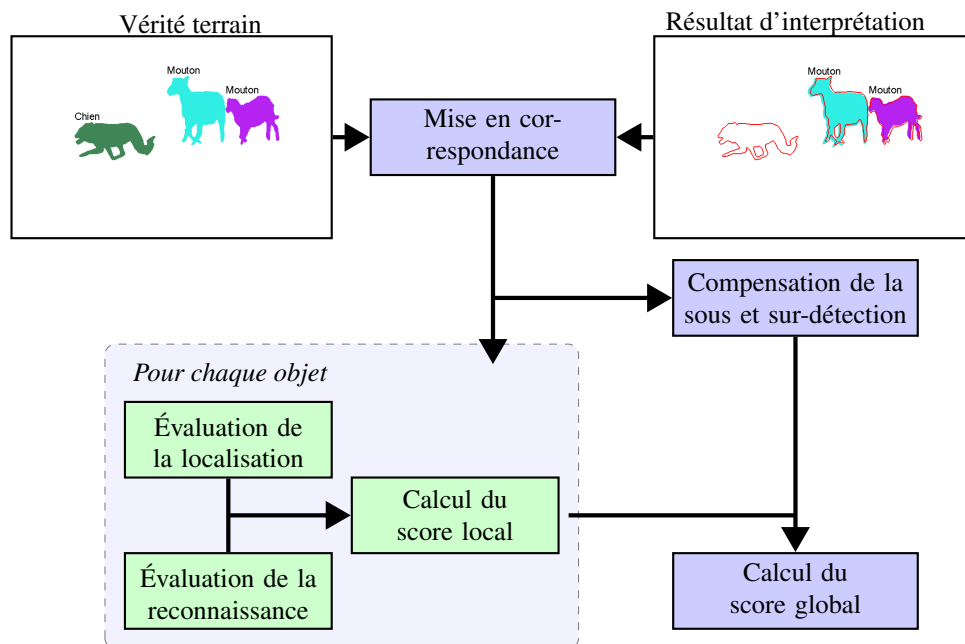 Vérité terrain
Résultat d'interprétation
Mouton
Mouton
Chien
Mouton
Mouton
Mise en cor-
respondance
Compensation de la
sous et sur-détection
Pour chaque objet
Évaluation de
la localisation
Calcul du
score local
Évaluation de la
reconnaissance
Calcul du
score global